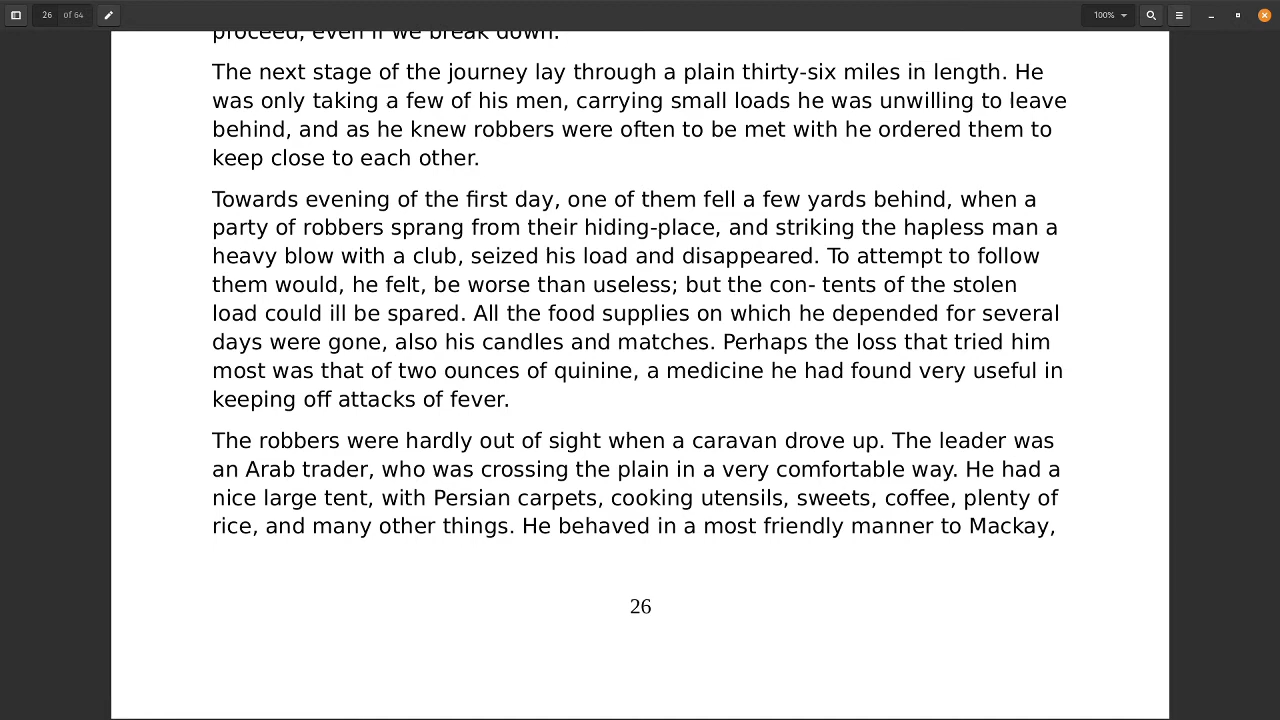 26 of 64
100%
proceed, even if we break down.
The next stage of the journey lay through a plain thirty-six miles in length. He
was only taking a few of his men, carrying small loads he was unwilling to leave
behind, and as he knew robbers were often to be met with he ordered them to
keep close to each other.
Towards evening of the first day, one of them fell a few yards behind, when a
party of robbers sprang from their hiding-place, and striking the hapless man a
heavy blow with a club, seized his load and disappeared. To attempt to follow
them would, he felt, be worse than useless; but the con- tents of the stolen
load could ill be spared. All the food supplies on which he depended for several
days were gone, also his candles and matches. Perhaps the loss that tried him
most was that of two ounces of quinine, a medicine he had found very useful in
keeping off attacks of fever.
The robbers were hardly out of sight when a caravan drove up. The leader was
an Arab trader, who was crossing the plain in a very comfortable way. He had a
nice large tent, with Persian carpets, cooking utensils, sweets, coffee, plenty of
rice, and many other things. He behaved in a most friendly manner to Mackay,
26